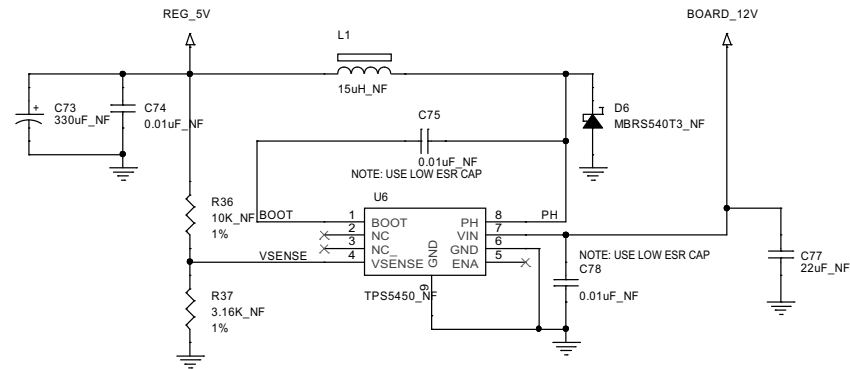 REG_5V
BOARD_12V
L1
15uH_NF
C73
330uF_NF
+
C74
0.01uF_NF
C75
0.01uF_NF
NOTE: USE LOW ESR CAP
D6
MBRS540T3_NF
U6
R36
10K_NF
1%
BOOT
1
2
3
4
BOOT
NC
NC_
VSENSE
GND
PH
VIN
GND
ENA
8
7
6
5
PH
VSENSE
9
TPS5450_NF
NOTE: USE LOW ESR CAP
C78
0.01uF_NF
C77
22uF_NF
R37
3.16K_NF
1%